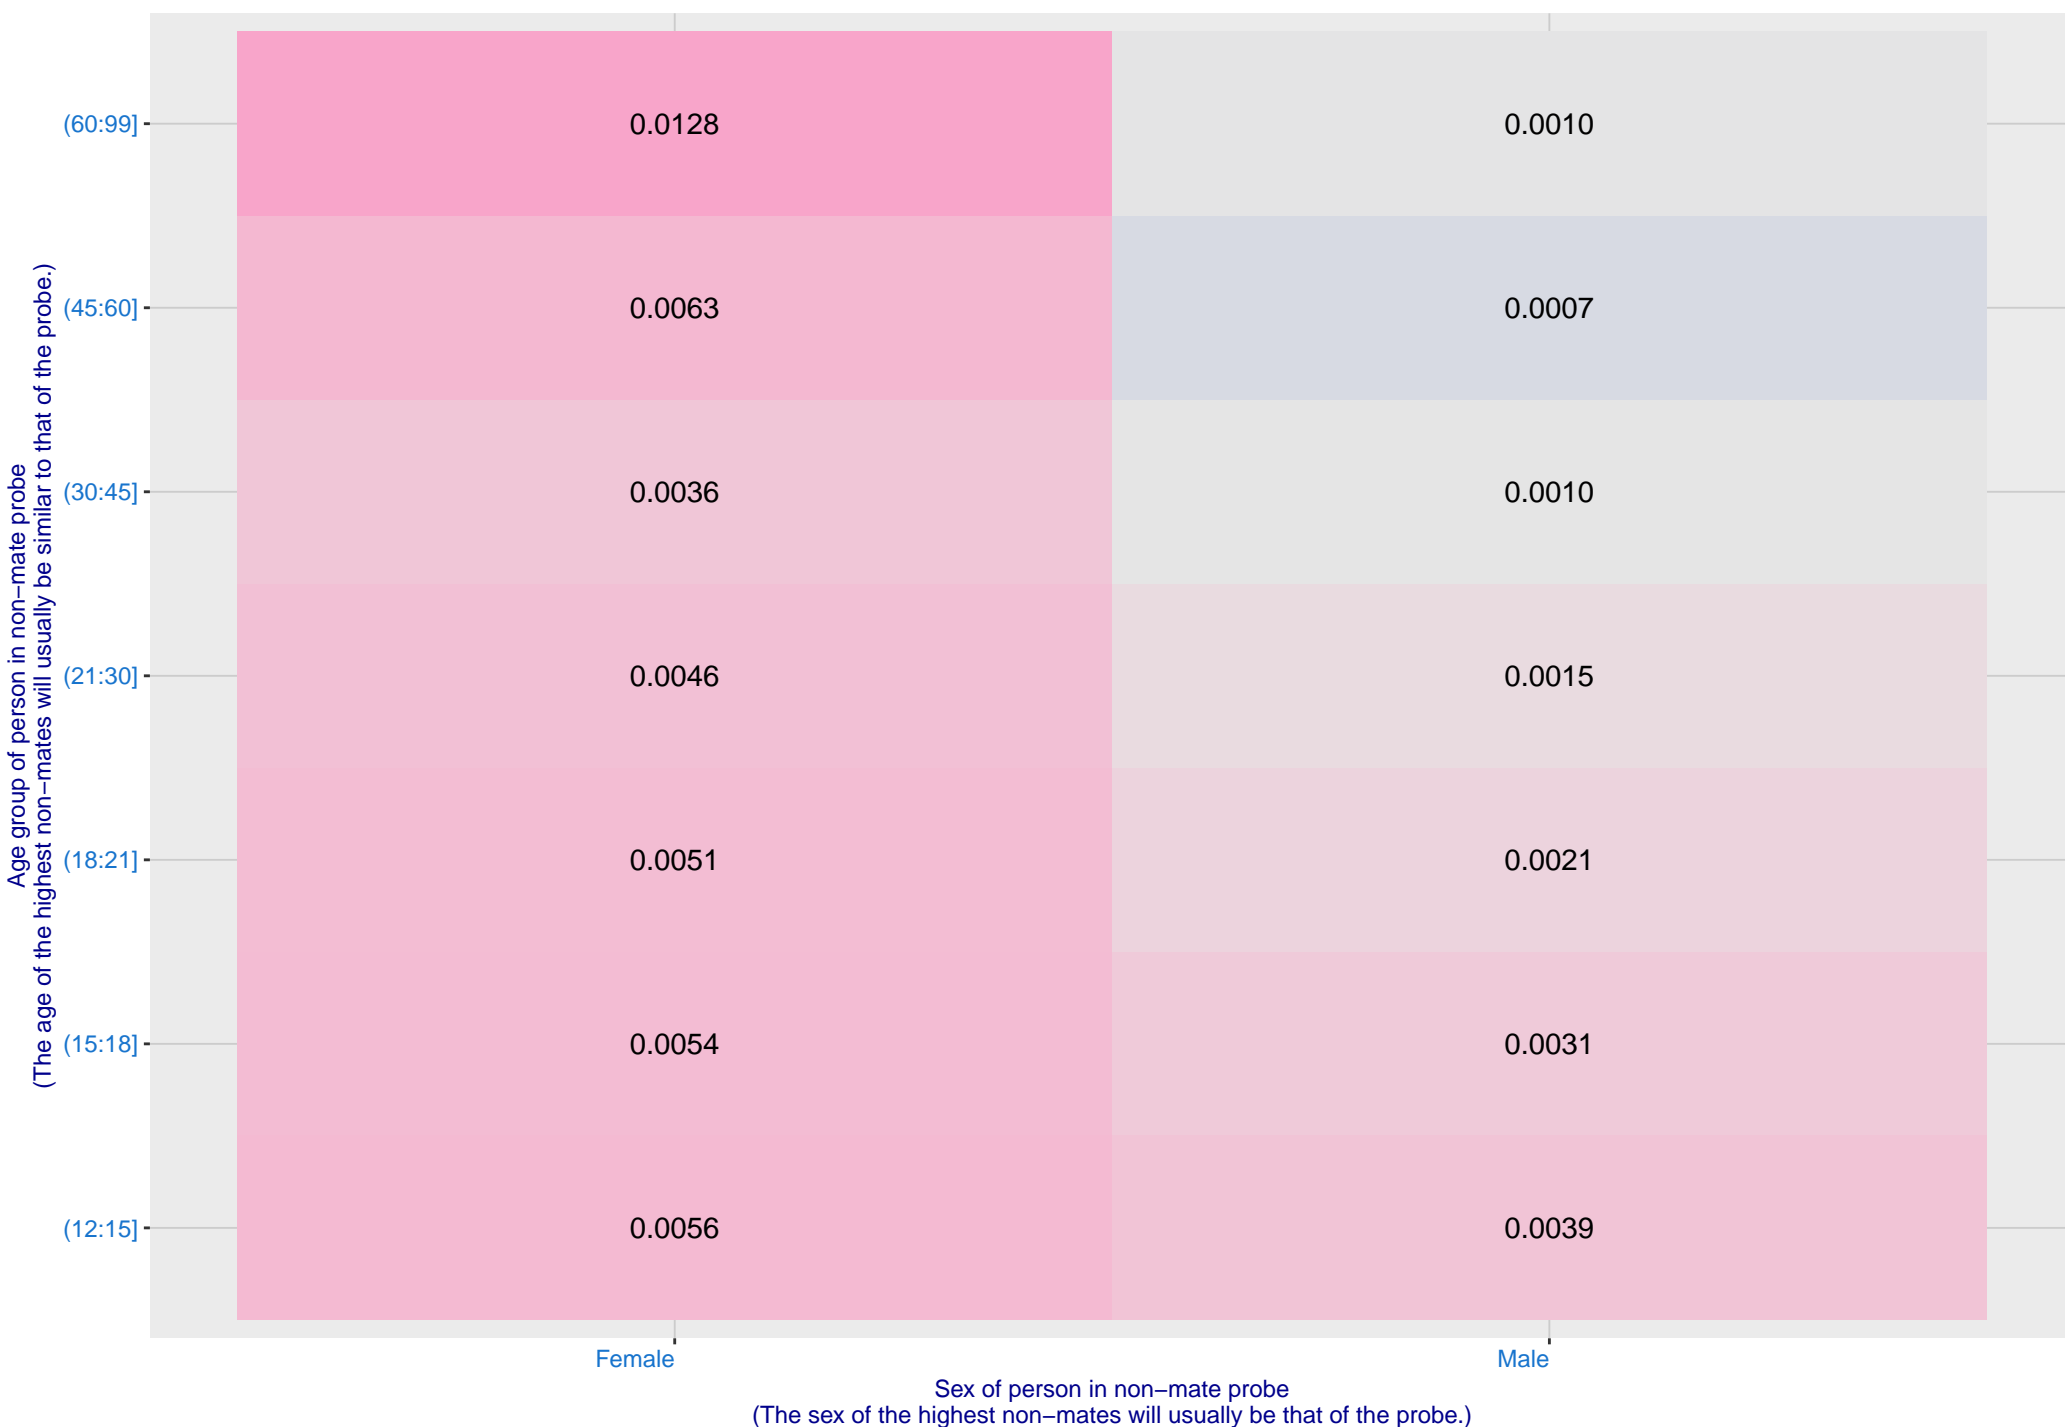 Age group of person in non−mate probe
(The age of the highest non−mates will usually be similar to that of the probe.)
(60:99] 0.0128 0.0010
(45:60] 0.0063 0.0007
(30:45] 0.0036 0.0010
(21:30] 0.0046 0.0015
(18:21] 0.0051 0.0021
(15:18] 0.0054 0.0031
(12:15] 0.0056 0.0039
Female Male
Sex of person in non−mate probe
(The sex of the highest non−mates will usually be that of the probe.)